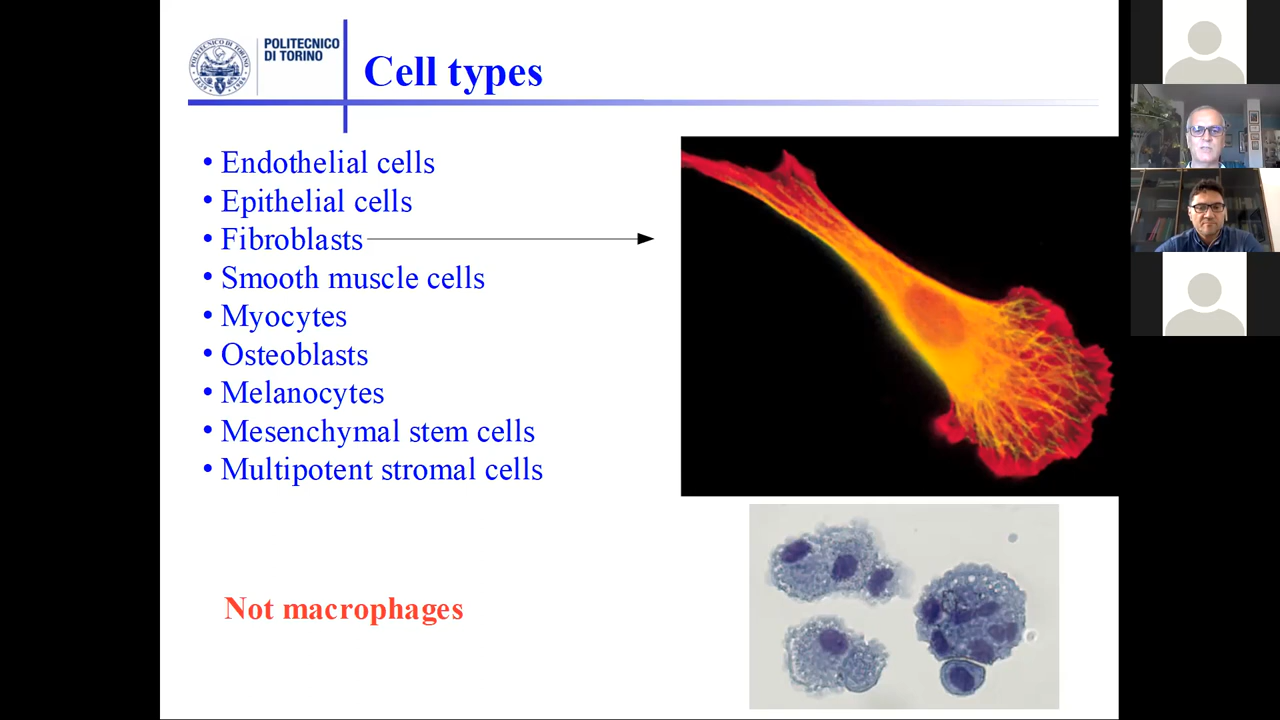 POLITECNICO
DI TORINO
Cell types
• Endothelial cells
• Epithelial cells
• Fibroblasts
• Smooth muscle cells
• Myocytes
• Osteoblasts
• Melanocytes
• Mesenchymal stem cells
• Multipotent stromal cells
Not macrophages